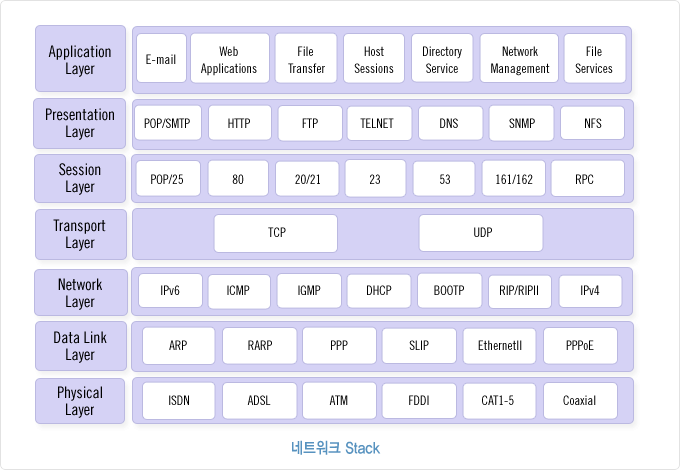 Application
Layer
E-mail
Web
Applications
File
Transfer
Host
Sessions
Directory
Service
Network
Management
File
Services
Presentation
Layer
POP/SMTP
HTTP
FTP
TELNET
DNS
SNMP
NFS
Session
Layer
POP/25
80
20/21
23
53
161/162
RPC
Transport
Layer
TCP
UDP
Network
Layer
IPv6
ICMP
IGMP
DHCP
BOOTP
RIP/RIPII
IPv4
Data Link
Layer
ARP
RARP
PPP
SLIP
EthernetII
PPPoE
Physical
Layer
ISDN
ADSL
ATM
FDDI
CAT1-5
Coaxial
네트워크 Stack